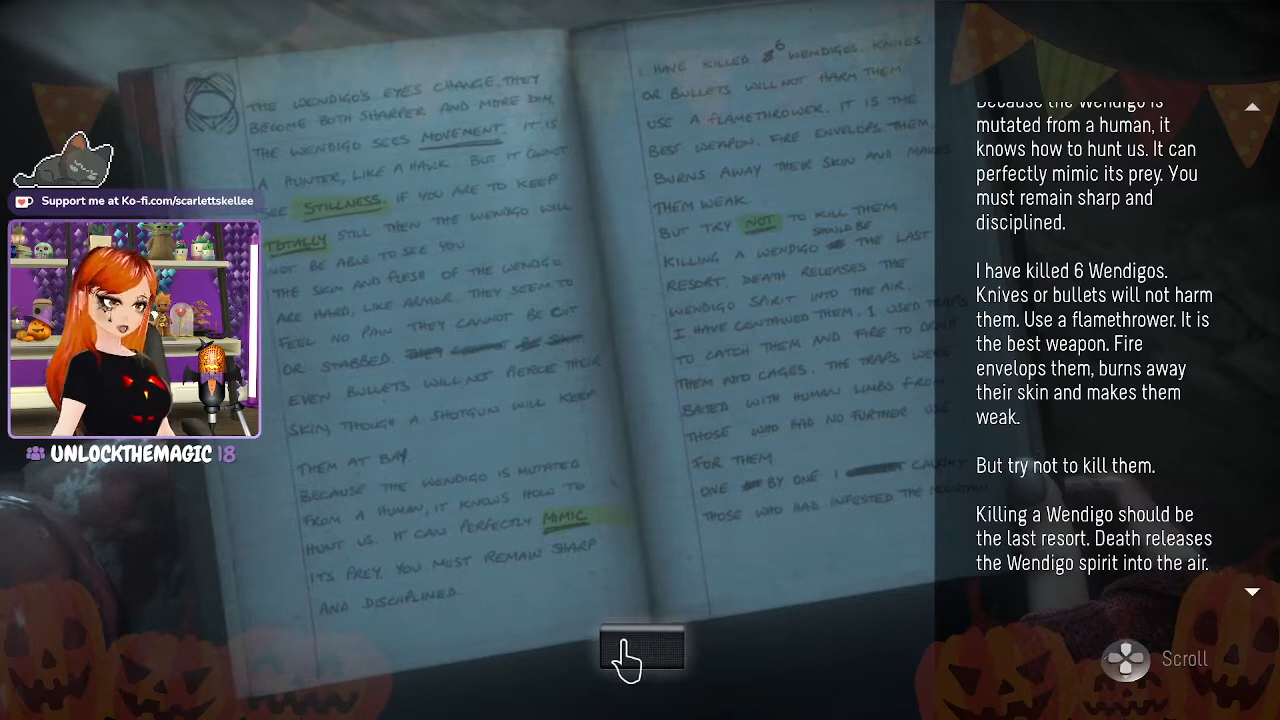 THE WENDIGO'S EYES CHANGE. THEY
BECOME BOTH SHARPER AND MORE DIM.
THE WENDIGO SEES MOVEMENT. IT IS
A HUNTER, LIKE A HAWK. BUT IT CANNOT
SEE STILLNESS. IF YOU ARE TO KEEP
TOTALLY STILL THEN THE WENDIGO WILL
NOT BE ABLE TO SEE YOU
THE SKIN AND FLESH OF THE WENDIGO
ARE HARD, LIKE ARMOR. THEY SEEM TO
FEEL NO PAIN THEY CANNOT BE CUT
OR STABBED.
EVEN BULLETS WILL NOT PIERCE THEIR
SKIN, THOUGH A SHOTGUN WILL KEEP
THEM AT BAY.
BECAUSE THE WENDIGO IS MUTATED
FROM A HUMAN, IT KNOWS HOW TO
HUNT US. IT CAN PERFECTLY MIMIC
ITS PREY. YOU MUST REMAIN SHARP
AND DISCIPLINED.
I HAVE KILLED 6 WENDIGOS. KNIVES
OR BULLETS WILL NOT HARM THEM.
USE A FLAMETHROWER. IT IS THE
BEST WEAPON. FIRE ENVELOPS THEM,
BURNS AWAY THEIR SKIN AND MAKES
THEM WEAK.
BUT TRY NOT TO KILL THEM
KILLING A WENDIGO SHOULD BE THE LAST
RESORT. DEATH RELEASES THE
WENDIGO SPIRIT INTO THE AIR.
I HAVE CONTAINED THEM. I USED TRAPS
TO CATCH THEM AND FIRE TO DRIVE
THEM INTO CAGES. THE TRAPS WERE
BAITED WITH HUMAN LIMBS FROM
THOSE WHO HAD NO FURTHER USE
FOR THEM
ONE BY ONE I CAUGHT
THOSE WHO HAD INFESTED THE MOUNTAIN
Because the Wendigo is
mutated from a human, it
knows how to hunt us. It can
perfectly mimic its prey. You
must remain sharp and
disciplined.
I have killed 6 Wendigos.
Knives or bullets will not harm
them. Use a flamethrower. It is
the best weapon. Fire
envelops them, burns away
their skin and makes them
weak.
But try not to kill them.
Killing a Wendigo should be
the last resort. Death releases
the Wendigo spirit into the air.
Scroll
Support me at Ko-fi.com/scarlettskellee
UNLOCKTHEMAGIC 18